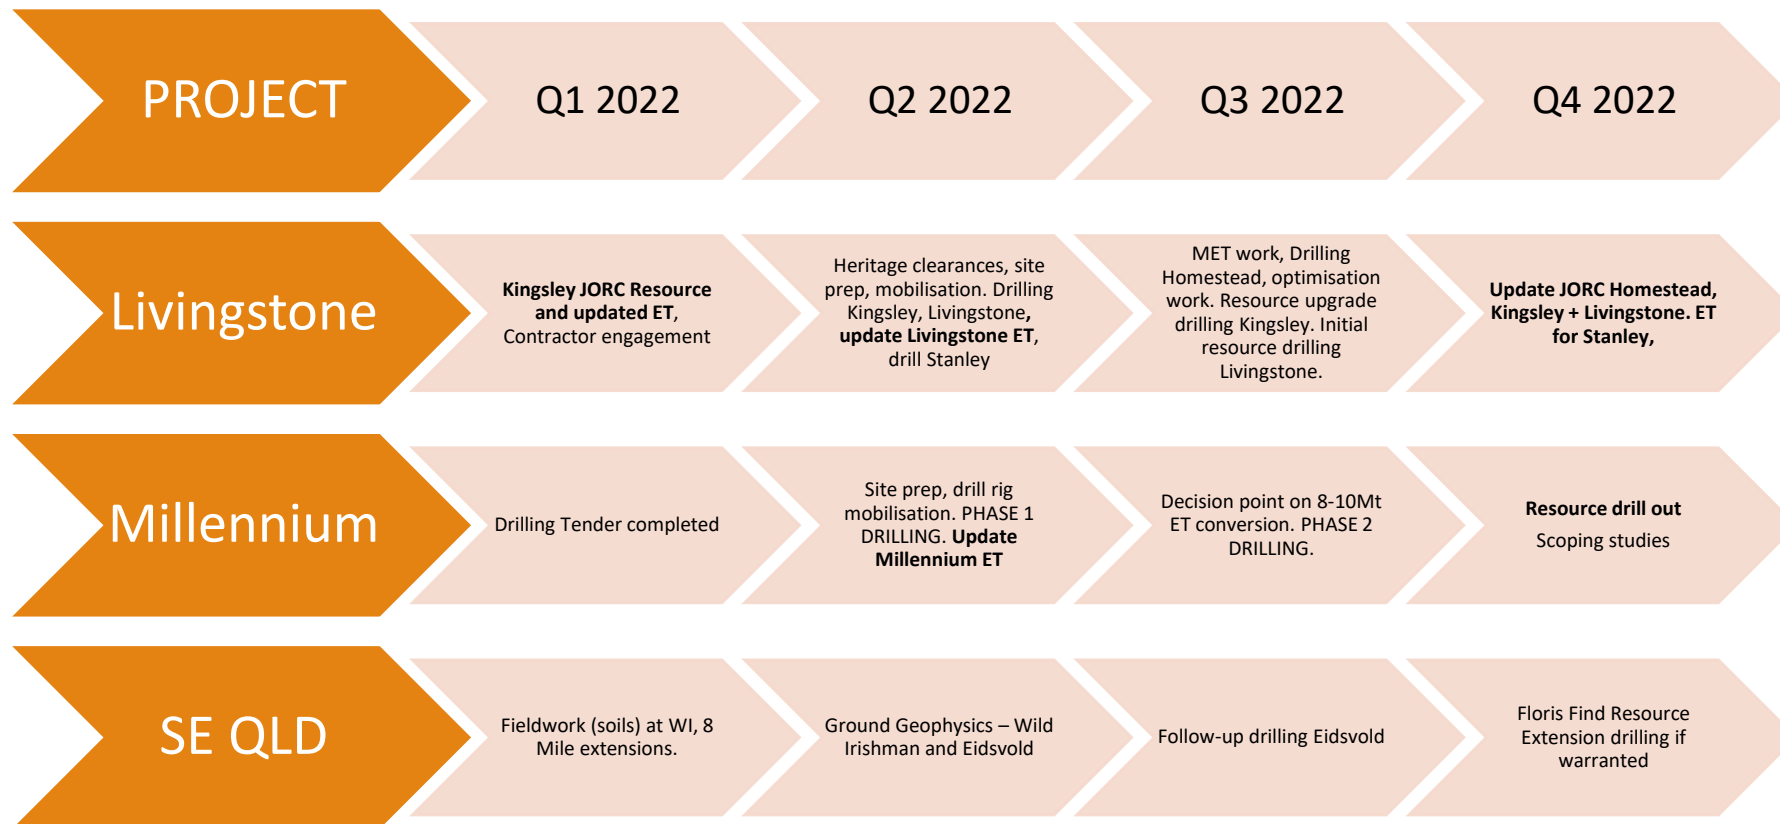 PROJECT
Q1 2022
Q2 2022
Q3 2022
Q4 2022
Livingstone
Kingsley JORC Resource
and updated ET,
Contractor engagement
Heritage clearances, site
prep, mobilisation. Drilling
Kingsley, Livingstone,
update Livingstone ET,
drill Stanley
MET work, Drilling
Homestead, optimisation
work. Resource upgrade
drilling Kingsley. Initial
resource drilling
Livingstone.
Update JORC Homestead,
Kingsley + Livingstone. ET
for Stanley,
Millennium
Drilling Tender completed
Site prep, drill rig
mobilisation. PHASE 1
DRILLING. Update
Millennium ET
Decision point on 8-10Mt
ET conversion. PHASE 2
DRILLING.
Resource drill out
Scoping studies
SE QLD
Fieldwork (soils) at WI, 8
Mile extensions.
Ground Geophysics – Wild
Irishman and Eidsvold
Follow-up drilling Eidsvold
Floris Find Resource
Extension drilling if
warranted